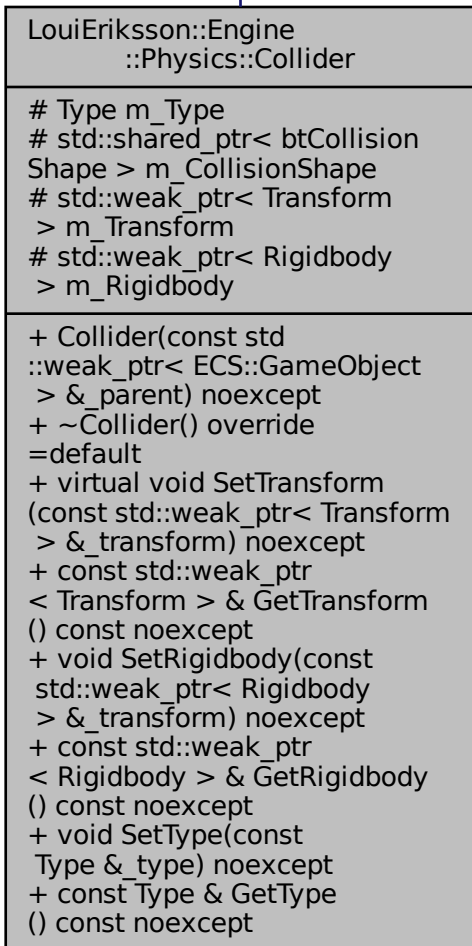 LouiEriksson::Engine
::Physics::Collider
# Type m_Type
# std::shared_ptr< btCollision
Shape > m_CollisionShape
# std::weak_ptr< Transform
 > m_Transform
# std::weak_ptr< Rigidbody
 > m_Rigidbody
+ Collider(const std
::weak_ptr< ECS::GameObject
 > &_parent) noexcept
+ ~Collider() override
=default
+ virtual void SetTransform
(const std::weak_ptr< Transform
 > &_transform) noexcept
+ const std::weak_ptr
< Transform > & GetTransform
() const noexcept
+ void SetRigidbody(const
 std::weak_ptr< Rigidbody
 > &_transform) noexcept
+ const std::weak_ptr
< Rigidbody > & GetRigidbody
() const noexcept
+ void SetType(const
 Type &_type) noexcept
+ const Type & GetType
() const noexcept